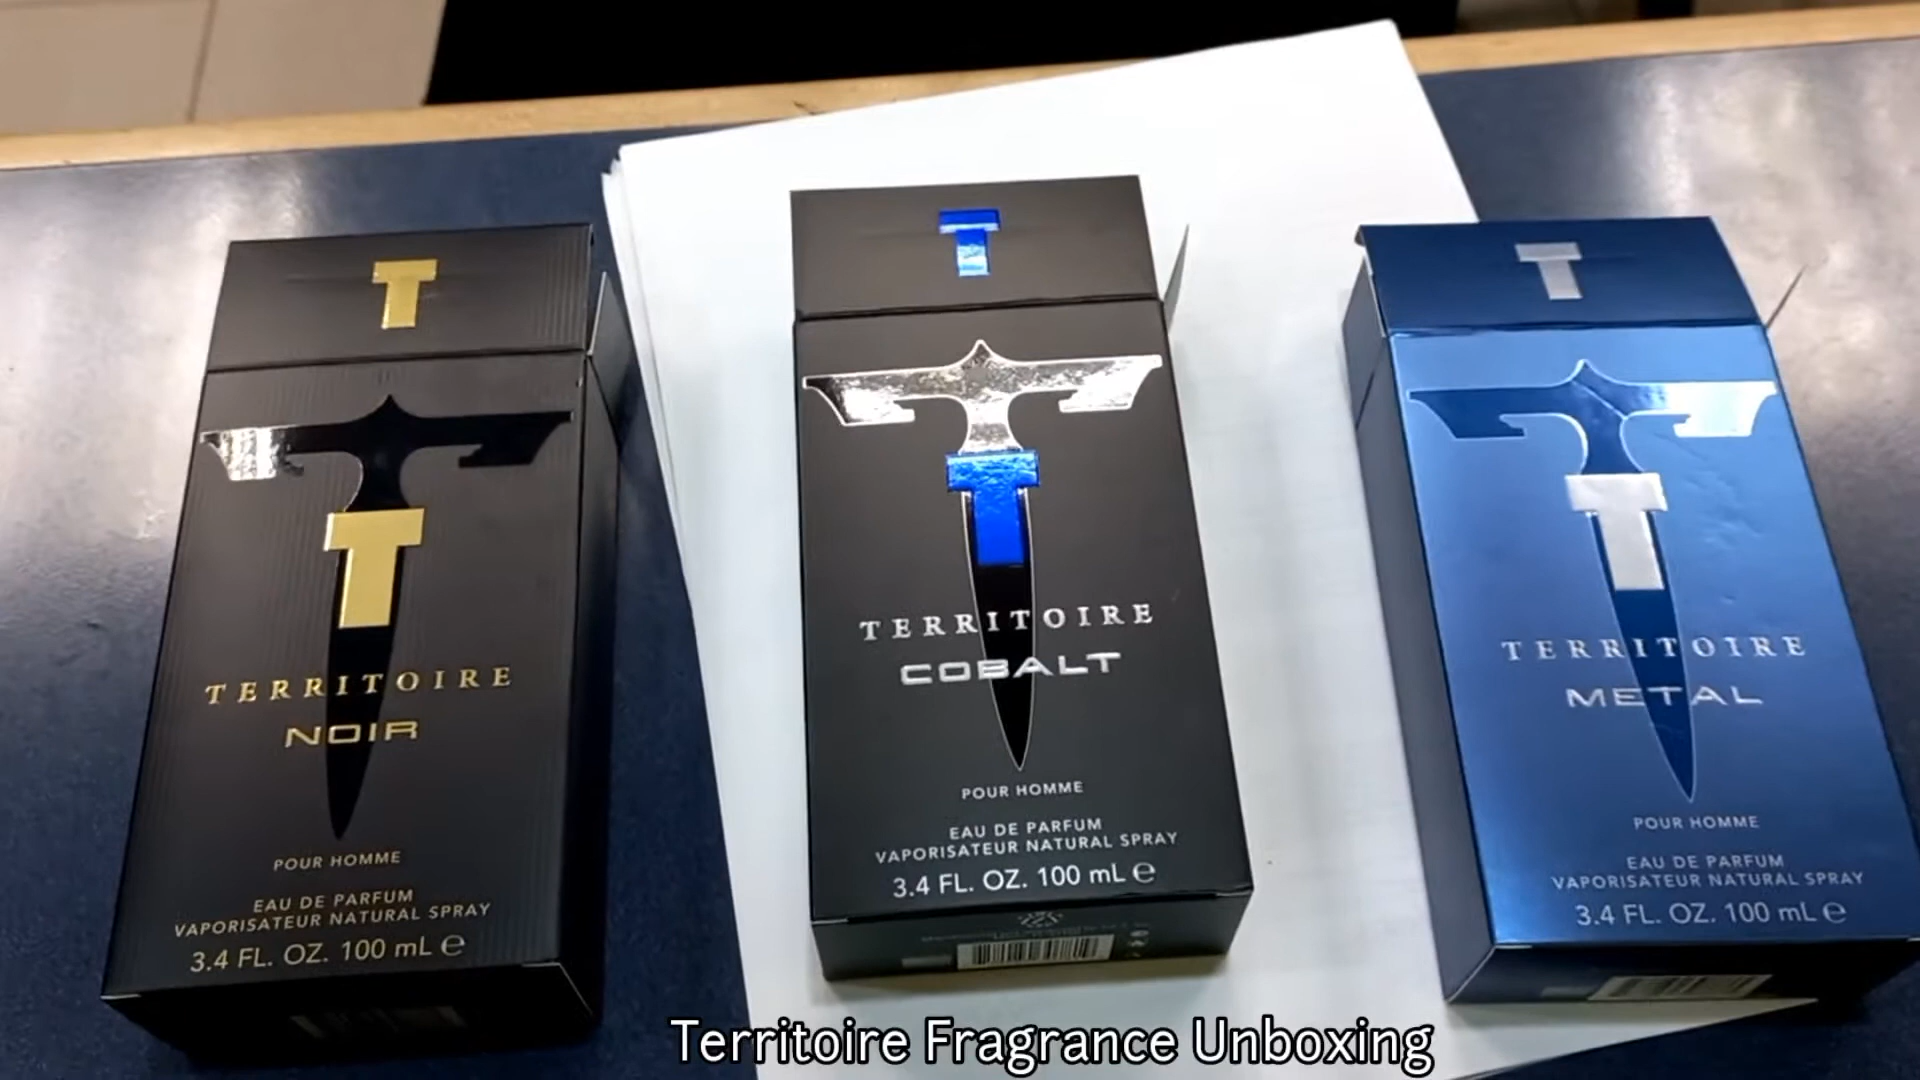 T
TERRITOIRE
NOIR
POUR HOMME
EAU DE PARFUM
VAPORISATEUR NATURAL SPRAY
3.4 FL. OZ. 100 mL ℮
T
T
TERRITOIRE
COBALT
POUR HOMME
EAU DE PARFUM
VAPORISATEUR NATURAL SPRAY
3.4 FL. OZ. 100 mL ℮
T
T
TERRITOIRE
METAL
POUR HOMME
EAU DE PARFUM
VAPORISATEUR NATURAL SPRAY
3.4 FL. OZ. 100 mL ℮
T
Territoire Fragrance Unboxing